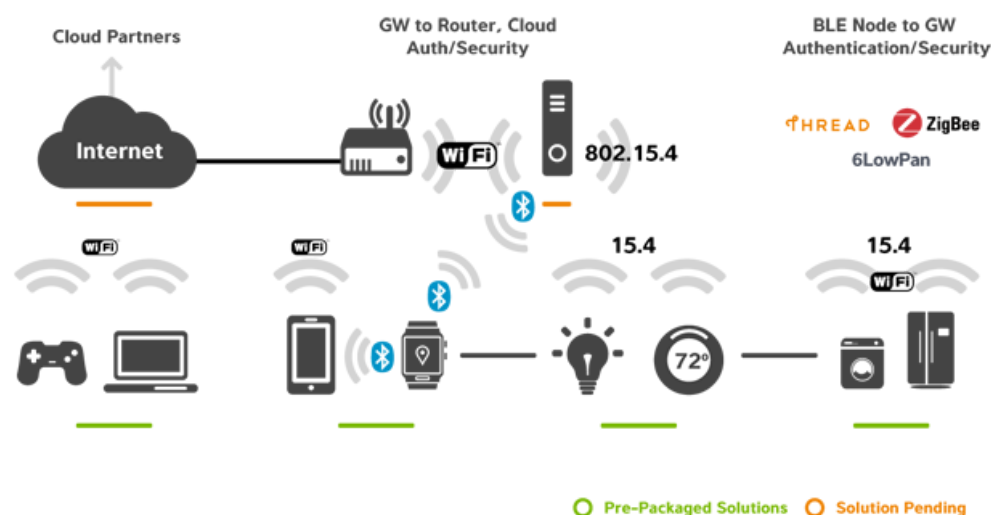 Cloud Partners
GW to Router, Cloud
Auth/Security
BLE Node to GW
Authentication/Security
Internet
WiFi
802.15.4
THREAD
ZigBee
6LowPan
WiFi
WiFi
15.4
15.4
WiFi
72º
Pre-Packaged Solutions
Solution Pending